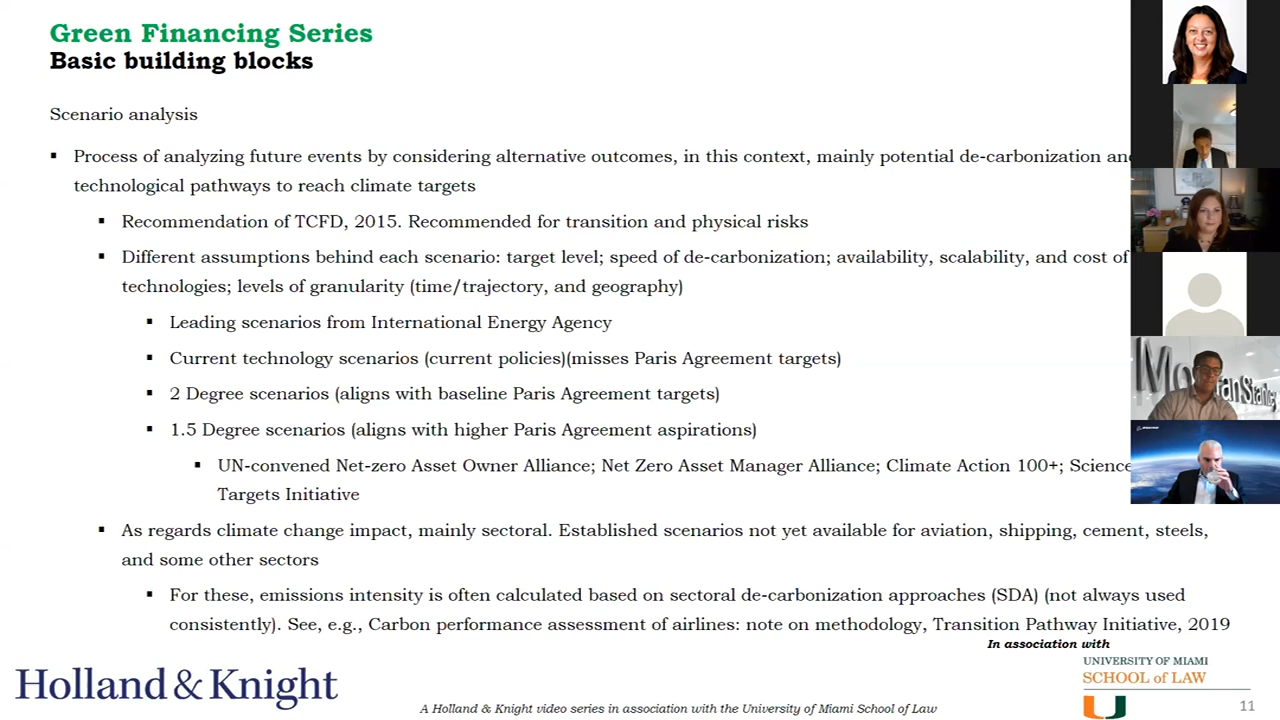 Green Financing Series
Basic building blocks
Scenario analysis
▪ Process of analyzing future events by considering alternative outcomes, in this context, mainly potential de-carbonization and
technological pathways to reach climate targets
▪ Recommendation of TCFD, 2015. Recommended for transition and physical risks
▪ Different assumptions behind each scenario: target level; speed of de-carbonization; availability, scalability, and cost of
technologies; levels of granularity (time/trajectory, and geography)
▪ Leading scenarios from International Energy Agency
▪ Current technology scenarios (current policies)(misses Paris Agreement targets)
▪ 2 Degree scenarios (aligns with baseline Paris Agreement targets)
▪ 1.5 Degree scenarios (aligns with higher Paris Agreement aspirations)
▪ UN-convened Net-zero Asset Owner Alliance; Net Zero Asset Manager Alliance; Climate Action 100+; Science
Targets Initiative
▪ As regards climate change impact, mainly sectoral. Established scenarios not yet available for aviation, shipping, cement, steels,
and some other sectors
▪ For these, emissions intensity is often calculated based on sectoral de-carbonization approaches (SDA) (not always used
consistently). See, e.g., Carbon performance assessment of airlines: note on methodology, Transition Pathway Initiative, 2019
In association with
UNIVERSITY OF MIAMI
SCHOOL of LAW
Holland & Knight
A Holland & Knight video series in association with the University of Miami School of Law
11